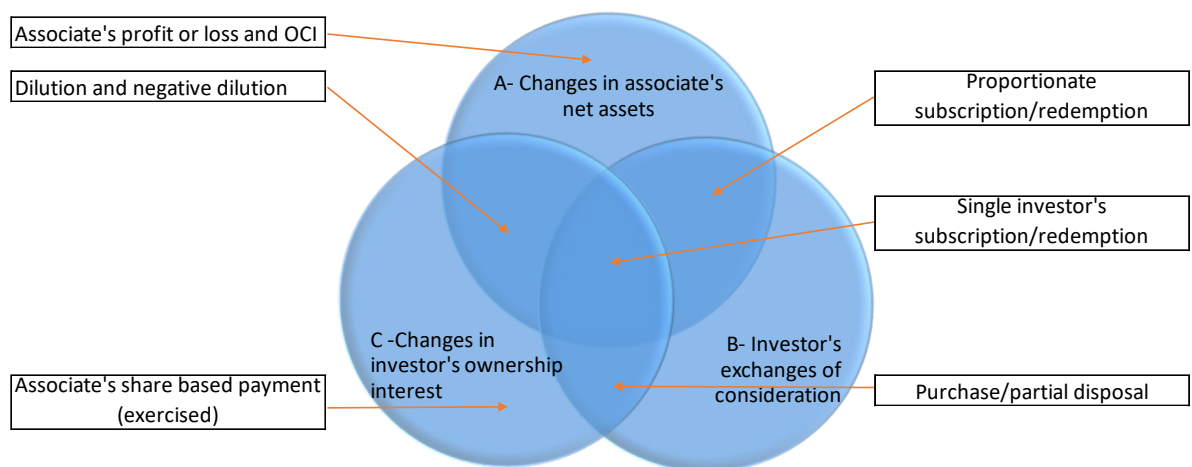 Associate's profit or loss and OCI
Dilution and negative dilution
A- Changes in associate's
net assets
Proportionate
subscription/redemption
Single investor's
subscription/redemption
C -Changes in
investor's ownership
interest
B- Investor's
exchanges of
consideration
Associate's share based payment
(exercised)
Purchase/partial disposal